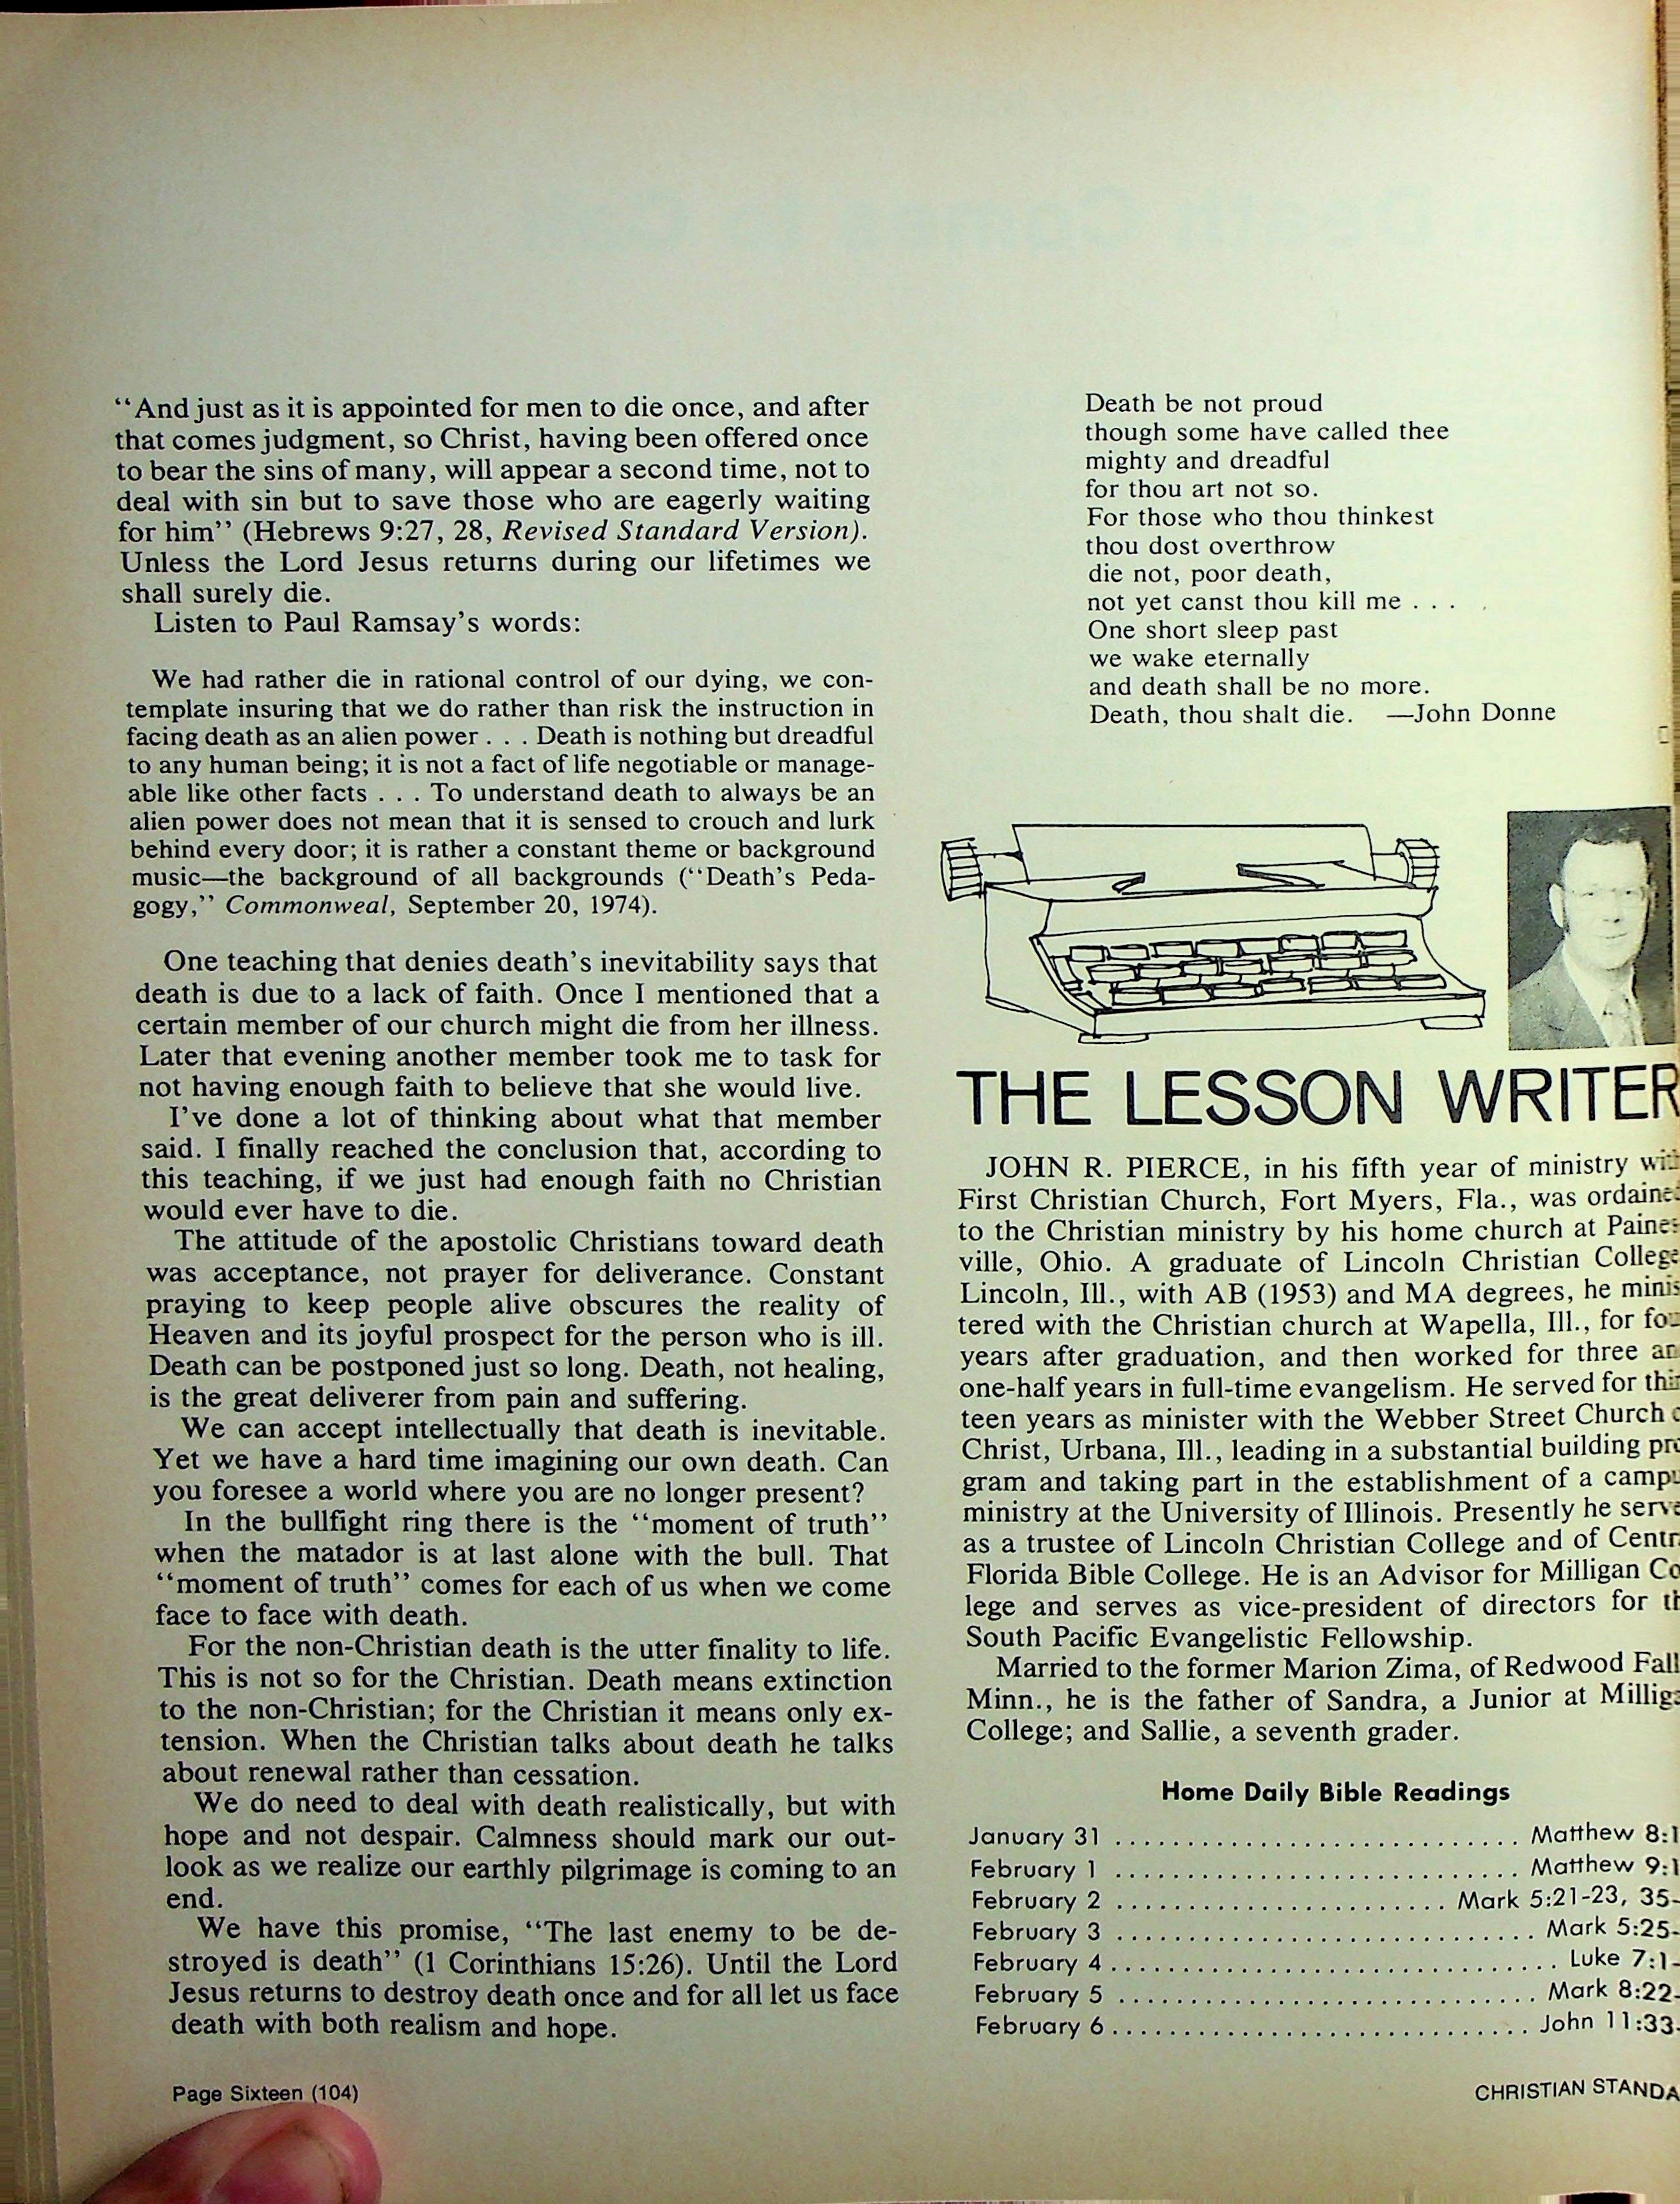 “And just as it is appointed for men to die once, and after
that comes judgment, so Christ, having been offered once
to bear the sins of many, will appear a second time, not to
deal with sin but to save those who are eagerly waiting
for him” (Hebrews 9:27, 28, Revised Standard Version).
Unless the Lord Jesus returns during our lifetimes we
shall surely die.
Listen to Paul Ramsay’s words:
We had rather die in rational control of our dying, we con-
template insuring that we do rather than risk the instruction in
facing death as an alien power . . . Death is nothing but dreadful
to any human being; it is not a fact of life negotiable or manage-
able like other facts . . . To understand death to always be an
alien power does not mean that it is sensed to crouch and lurk
behind every door; it is rather a constant theme or background
music—the background of all backgrounds (“Death’s Peda-
gogy,” Commonweal, September 20, 1974).
One teaching that denies death’s inevitability says that
death is due to a lack of faith. Once I mentioned that a
certain member of our church might die from her illness.
Later that evening another member took me to task for
not having enough faith to believe that she would live.
I’ve done a lot of thinking about what that member
said. I finally reached the conclusion that, according to
this teaching, if we just had enough faith no Christian
would ever have to die.
The attitude of the apostolic Christians toward death
was acceptance, not prayer for deliverance. Constant
praying to keep people alive obscures the reality of
Heaven and its joyful prospect for the person who is ill.
Death can be postponed just so long. Death, not healing,
is the great deliverer from pain and suffering.
We can accept intellectually that death is inevitable.
Yet we have a hard time imagining our own death. Can
you foresee a world where you are no longer present?
In the bullfight ring there is the “moment of truth”
when the matador is at last alone with the bull. That
“moment of truth” comes for each of us when we come
face to face with death.
For the non-Christian death is the utter finality to life.
This is not so for the Christian. Death means extinction
to the non-Christian; for the Christian it means only ex-
tension. When the Christian talks about death he talks
about renewal rather than cessation.
We do need to deal with death realistically, but with
hope and not despair. Calmness should mark our out-
look as we realize our earthly pilgrimage is coming to an
end.
We have this promise, “The last enemy to be de-
stroyed is death” (1 Corinthians 15:26). Until the Lord
Jesus returns to destroy death once and for all let us face
death with both realism and hope.
Page Sixteen (104)
Death be not proud
though some have called thee
mighty and dreadful
for thou art not so.
For those who thou thinkest
thou dost overthrow
die not, poor death,
not yet canst thou kill me . . .
One short sleep past
we wake eternally
and death shall be no more.
Death, thou shalt die. —John Donne
THE LESSON WRITER
JOHN R. PIERCE, in his fifth year of ministry wit
First Christian Church, Fort Myers, Fla., was ordaine
to the Christian ministry by his home church at Paines
ville, Ohio. A graduate of Lincoln Christian College
Lincoln, Ill., with AB (1953) and MA degrees, he minis
tered with the Christian church at Wapella, Ill., for fou
years after graduation, and then worked for three an
one-half years in full-time evangelism. He served for thir
teen years as minister with the Webber Street Church o
Christ, Urbana, Ill., leading in a substantial building pro
gram and taking part in the establishment of a campu
ministry at the University of Illinois. Presently he serve
as a trustee of Lincoln Christian College and of Centr
Florida Bible College. He is an Advisor for Milligan Co
lege and serves as vice-president of directors for th
South Pacific Evangelistic Fellowship.
Married to the former Marion Zima, of Redwood Fall
Minn., he is the father of Sandra, a Junior at Milliga
College; and Sallie, a seventh grader.
Home Daily Bible Readings
January 31 . . . . . Matthew 8:1
February 1 . . . . . Matthew 9:1
February 2 . . . . . Mark 5:21-23, 35-
February 3 . . . . . Mark 5:25-
February 4 . . . . . Luke 7:1-
February 5 . . . . . Mark 8:22-
February 6 . . . . . John 11:33-
CHRISTIAN STANDA